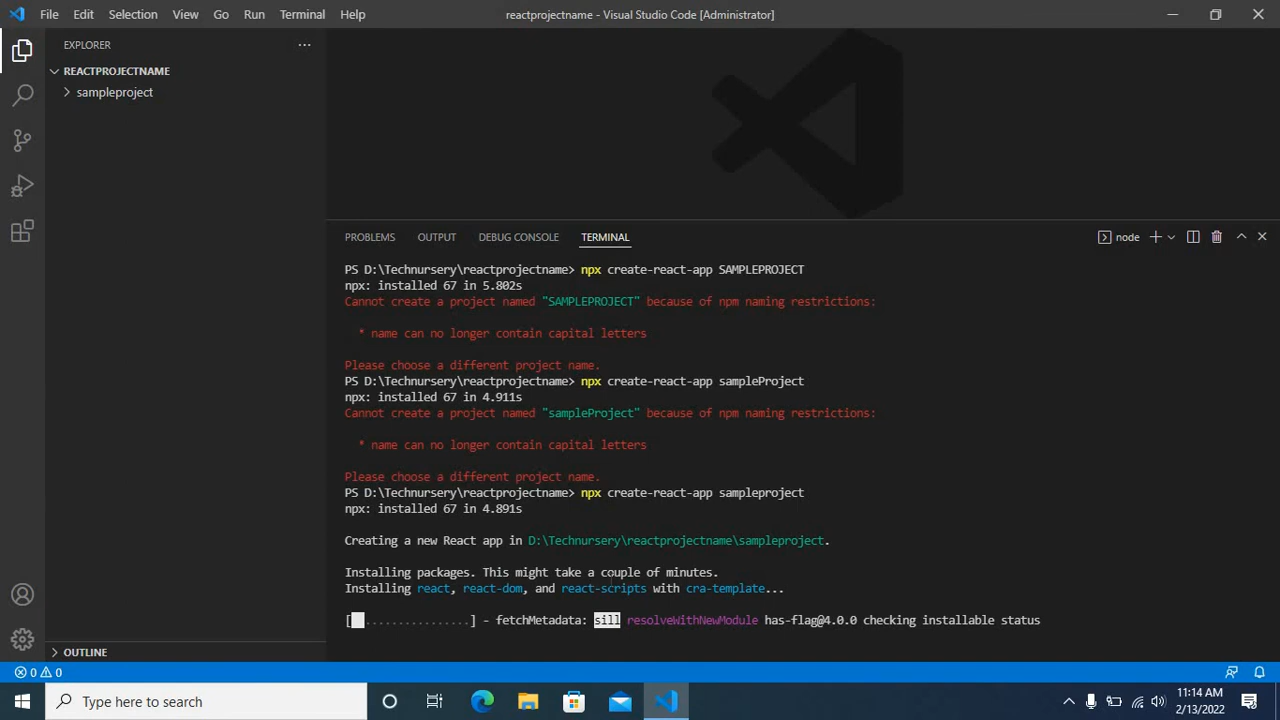 File Edit Selection View Go Run Terminal Help
reactprojectname - Visual Studio Code [Administrator]
EXPLORER
REACTPROJECTNAME
sampleproject
PROBLEMS OUTPUT DEBUG CONSOLE TERMINAL
node
PS D:\Technursery\reactprojectname> npx create-react-app SAMPLEPROJECT
npx: installed 67 in 5.802s
Cannot create a project named "SAMPLEPROJECT" because of npm naming restrictions:
* name can no longer contain capital letters
Please choose a different project name.
PS D:\Technursery\reactprojectname> npx create-react-app sampleProject
npx: installed 67 in 4.911s
Cannot create a project named "sampleProject" because of npm naming restrictions:
* name can no longer contain capital letters
Please choose a different project name.
PS D:\Technursery\reactprojectname> npx create-react-app sampleproject
npx: installed 67 in 4.891s
Creating a new React app in D:\Technursery\reactprojectname\sampleproject.
Installing packages. This might take a couple of minutes.
Installing react, react-dom, and react-scripts with cra-template...
[ ................] - fetchMetadata: sill resolveWithNewModule has-flag@4.0.0 checking installable status
OUTLINE
0 0
Type here to search
11:14 AM
2/13/2022